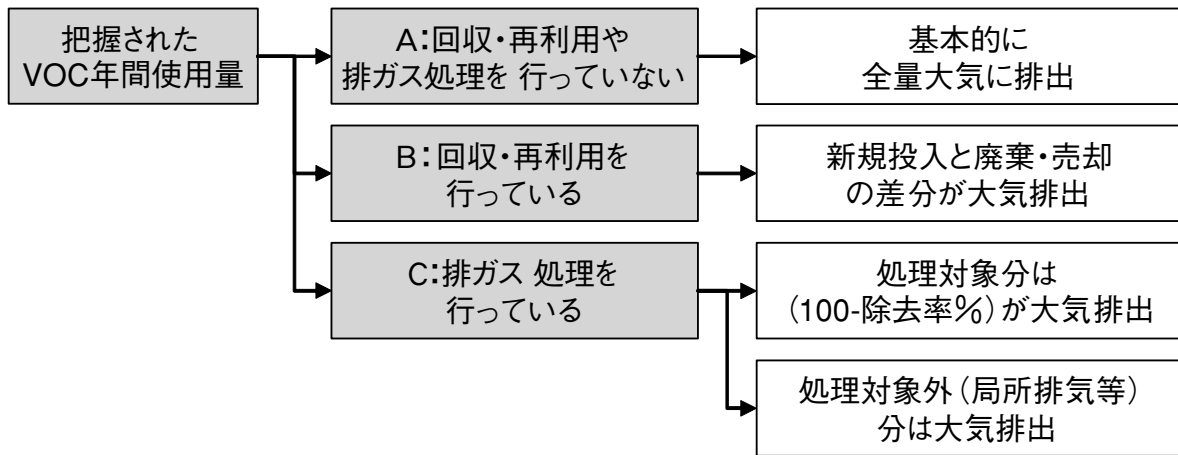 把握された
VOC年間使用量
A:回収・再利用や
排ガス処理を 行っていない
基本的に
全量大気に排出
B:回収・再利用を
行っている
新規投入と廃棄・売却
の差分が大気排出
C:排ガス 処理を
行っている
処理対象分は
(100-除去率%)が大気排出
処理対象外(局所排気等)
分は大気排出